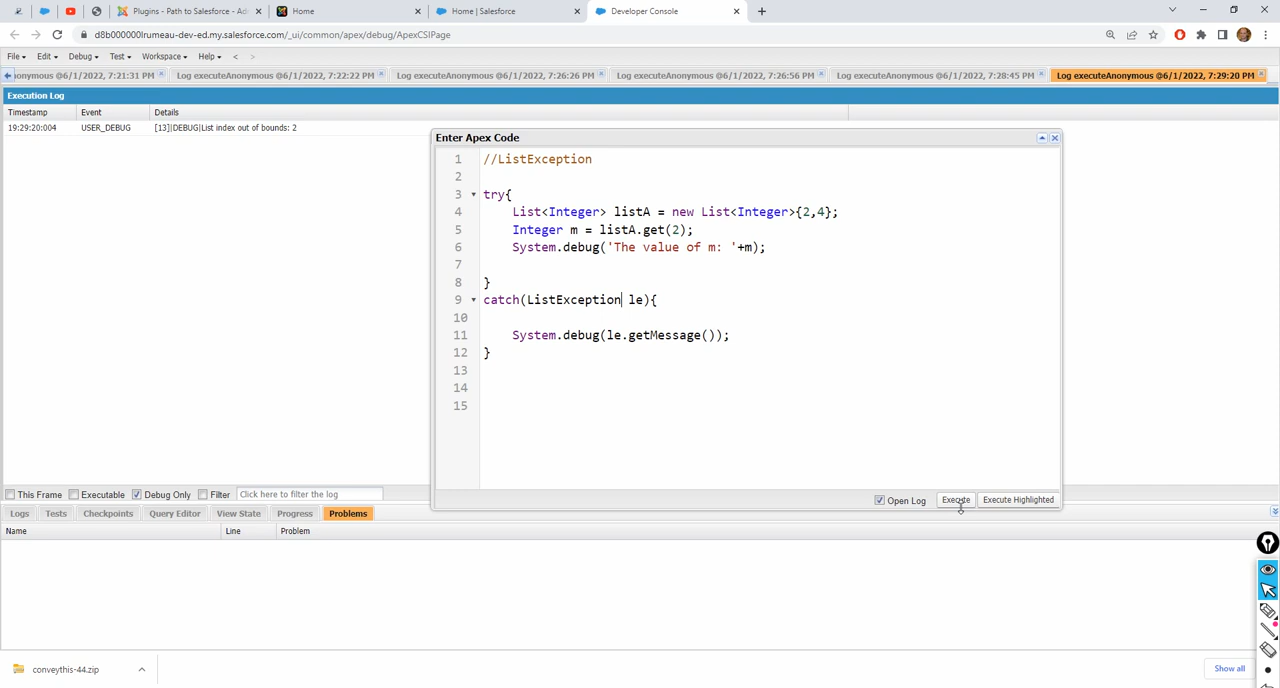 Plugins - Path to Salesforce - Ad
Home
Home | Salesforce
Developer Console
d8b000000lrumeau-dev-ed.my.salesforce.com/_ui/common/apex/debug/ApexCSIPage
File Edit Debug Test Workspace Help < >
onymous @6/1/2022, 7:21:31 PM Log executeAnonymous @6/1/2022, 7:22:22 PM Log executeAnonymous @6/1/2022, 7:26:26 PM Log executeAnonymous @6/1/2022, 7:26:56 PM Log executeAnonymous @6/1/2022, 7:28:45 PM Log executeAnonymous @6/1/2022, 7:29:20 PM
Execution Log
Timestamp Event Details
19:29:20:004 USER_DEBUG [13]|DEBUG|List index out of bounds: 2
Enter Apex Code
1 //ListException
2
3 try{
4 List<Integer> listA = new List<Integer>{2,4};
5 Integer m = listA.get(2);
6 System.debug('The value of m: '+m);
7
8 }
9 catch(ListException le){
10
11 System.debug(le.getMessage());
12 }
13
14
15
Open Log Execute Execute Highlighted
This Frame Executable Debug Only Filter Click here to filter the log
Logs Tests Checkpoints Query Editor View State Progress Problems
Name Line Problem
conveythis-44.zip
Show all